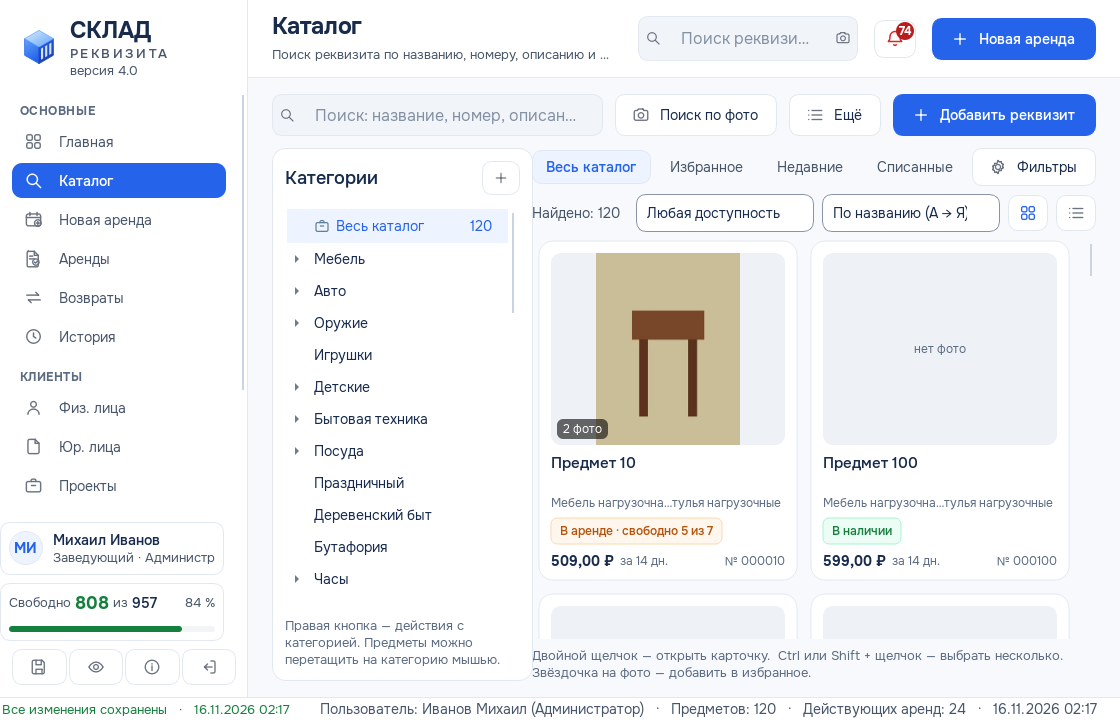 СКЛАД
РЕКВИЗИТА
версия 4.0
ОСНОВНЫЕ
Главная
Каталог
Новая аренда
Аренды
Возвраты
История
КЛИЕНТЫ
Физ. лица
Юр. лица
Проекты
МИ
Михаил Иванов
Заведующий · Администр
Свободно 808 из 957 84 %
Каталог
Поиск реквизита по названию, номеру, описанию и ...
Поиск реквизи...
74
Новая аренда
Поиск: название, номер, описан...
Поиск по фото
Ещё
Добавить реквизит
Категории
Весь каталог 120
Мебель
Авто
Оружие
Игрушки
Детские
Бытовая техника
Посуда
Праздничный
Деревенский быт
Бутафория
Часы
Правая кнопка — действия с
категорией. Предметы можно
перетащить на категорию мышью.
Весь каталог
Избранное
Недавние
Списанные
Фильтры
Найдено: 120
Любая доступность
По названию (А → Я)
2 фото
Предмет 10
Мебель нагрузочна...тулья нагрузочные
В аренде · свободно 5 из 7
509,00 ₽ за 14 дн. № 000010
нет фото
Предмет 100
Мебель нагрузочна...тулья нагрузочные
В наличии
599,00 ₽ за 14 дн. № 000100
Двойной щелчок — открыть карточку. Ctrl или Shift + щелчок — выбрать несколько.
Звёздочка на фото — добавить в избранное.
Все изменения сохранены · 16.11.2026 02:17
Пользователь: Иванов Михаил (Администратор) · Предметов: 120 · Действующих аренд: 24 · 16.11.2026 02:17